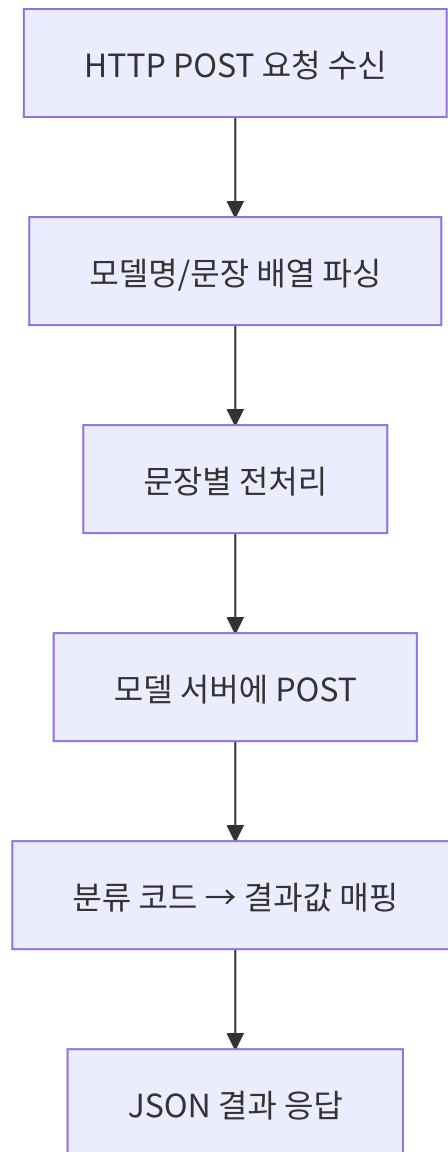 HTTP POST 요청 수신
모델명/문장 배열 파싱
문장별 전처리
모델 서버에 POST
분류 코드 → 결과값 매핑
JSON 결과 응답